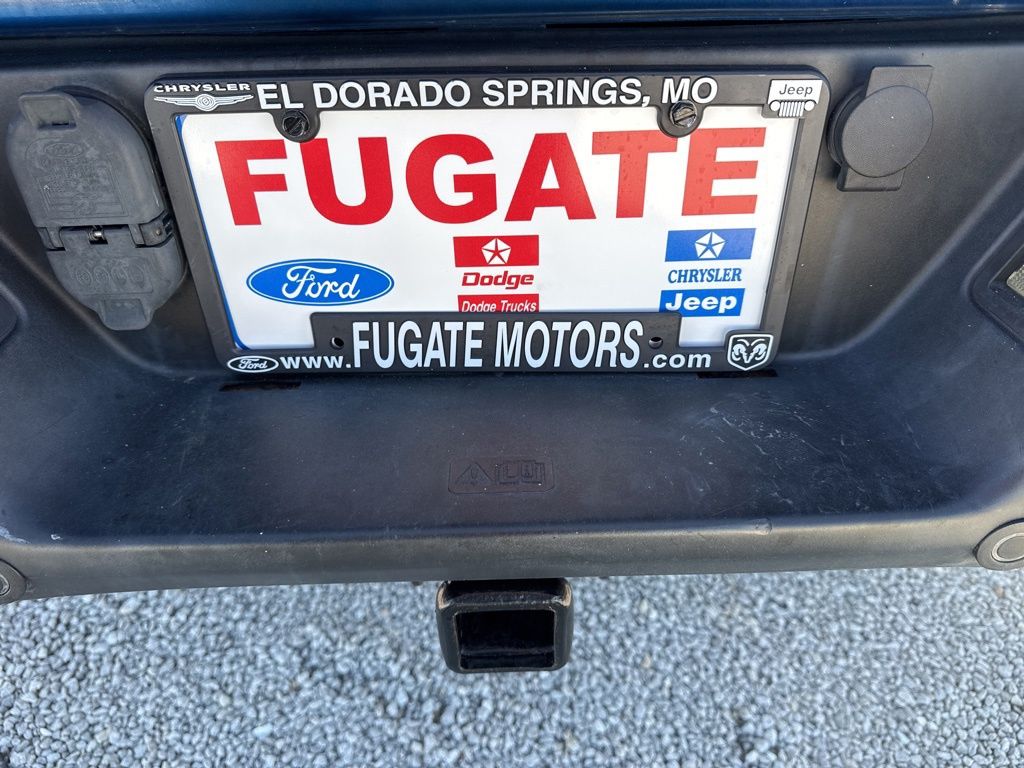 CHRYSLER EL DORADO SPRINGS, MO Jeep
FUGATE
Ford Dodge CHRYSLER
Dodge Trucks Jeep
Ford www.FUGATE MOTORS.com